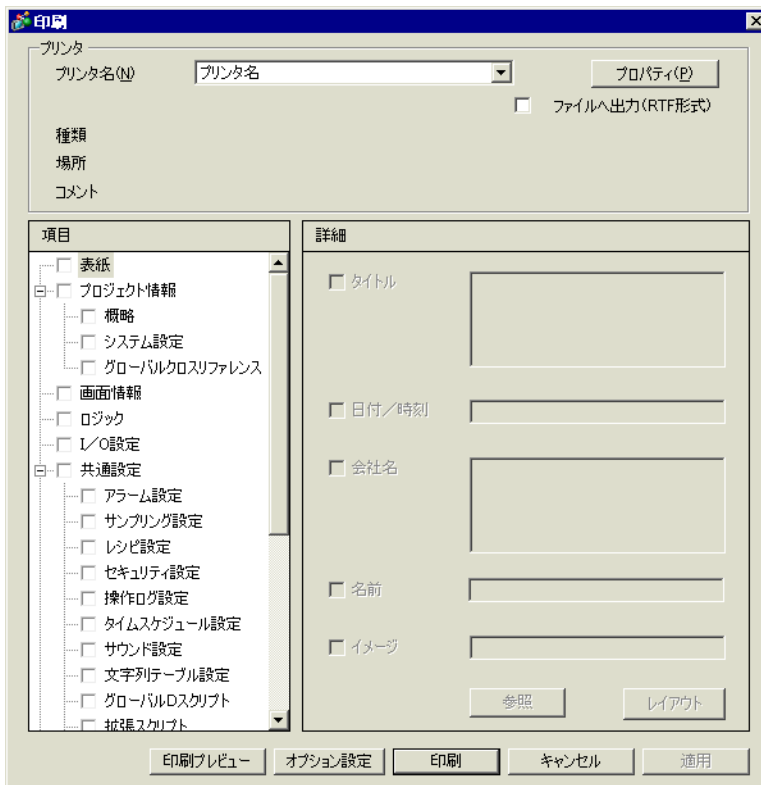 印刷
プリンタ
プリンタ名(N) プリンタ名 プロパティ(P)
ファイルへ出力(RTF形式)
種類
場所
コメント
項目
表紙
プロジェクト情報
概略
システム設定
グローバルクロスリファレンス
画面情報
ロジック
I/O設定
共通設定
アラーム設定
サンプリング設定
レシピ設定
セキュリティ設定
操作ログ設定
タイムスケジュール設定
サウンド設定
文字列テーブル設定
グローバルDスクリプト
拡張スクリプト
詳細
タイトル
日付/時刻
会社名
名前
イメージ
参照 レイアウト
印刷プレビュー オプション設定 印刷 キャンセル 適用